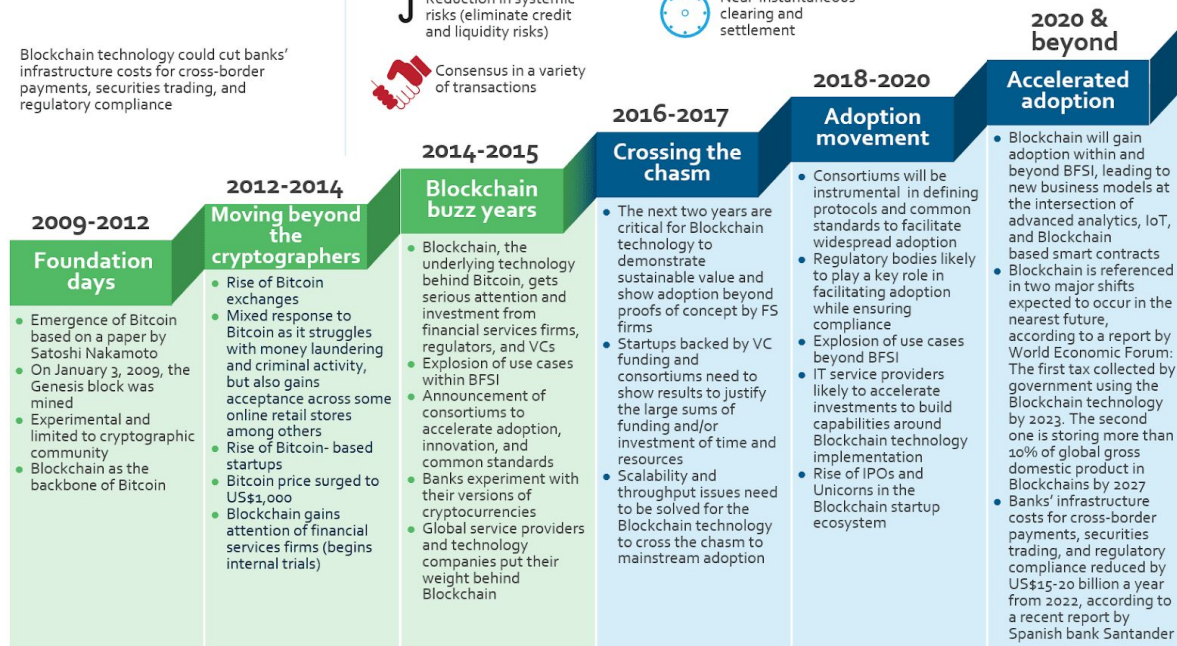 Reduction in systemic
risks (eliminate credit
and liquidity risks)
Near-instantaneous
clearing and
settlement
Blockchain technology could cut banks’
infrastructure costs for cross-border
payments, securities trading, and
regulatory compliance
Consensus in a variety
of transactions
2009-2012
Foundation
days
• Emergence of Bitcoin
based on a paper by
Satoshi Nakamoto
• On January 3, 2009, the
Genesis block was
mined
• Experimental and
limited to cryptographic
community
• Blockchain as the
backbone of Bitcoin
2012-2014
Moving beyond
the
cryptographers
• Rise of Bitcoin
exchanges
• Mixed response to
Bitcoin as it struggles
with money laundering
and criminal activity,
but also gains
acceptance across some
online retail stores
among others
• Rise of Bitcoin- based
startups
• Bitcoin price surged to
US$1,000
• Blockchain gains
attention of financial
services firms (begins
internal trials)
2014-2015
Blockchain
buzz years
• Blockchain, the
underlying technology
behind Bitcoin, gets
serious attention and
investment from
financial services firms,
regulators, and VCs
• Explosion of use cases
within BFSI
• Announcement of
consortiums to
accelerate adoption,
innovation, and
common standards
• Banks experiment with
their versions of
cryptocurrencies
• Global service providers
and technology
companies put their
weight behind
Blockchain
2016-2017
Crossing the
chasm
• The next two years are
critical for Blockchain
technology to
demonstrate
sustainable value and
show adoption beyond
proofs of concept by FS
firms
• Startups backed by VC
funding and
consortiums need to
show results to justify
the large sums of
funding and/or
investment of time and
resources
• Scalability and
throughput issues need
to be solved for the
Blockchain technology
to cross the chasm to
mainstream adoption
2018-2020
Adoption
movement
• Consortiums will be
instrumental in defining
protocols and common
standards to facilitate
widespread adoption
• Regulatory bodies likely
to play a key role in
facilitating adoption
while ensuring
compliance
• Explosion of use cases
beyond BFSI
• IT service providers
likely to accelerate
investments to build
capabilities around
Blockchain technology
implementation
• Rise of IPOs and
Unicorns in the
Blockchain startup
ecosystem
2020 &
beyond
Accelerated
adoption
• Blockchain will gain
adoption within and
beyond BFSI, leading to
new business models at
the intersection of
advanced analytics, IoT,
and Blockchain
based smart contracts
• Blockchain is referenced
in two major shifts
expected to occur in the
nearest future,
according to a report by
World Economic Forum:
The first tax collected by
government using the
Blockchain technology
by 2023. The second
one is storing more than
10% of global gross
domestic product in
Blockchains by 2027
• Banks’ infrastructure
costs for cross-border
payments, securities
trading, and regulatory
compliance reduced by
US$15-20 billion a year
from 2022, according to
a recent report by
Spanish bank Santander